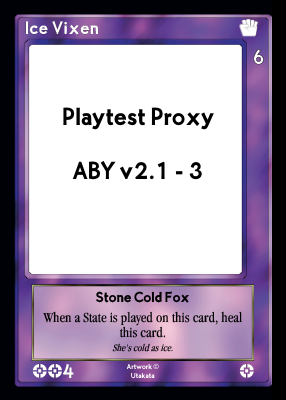 Ice Vixen
6
Playtest Proxy
ABY v2.1 - 3
Stone Cold Fox
When a State is played on this card, heal
this card.
She's cold as ice.
4
Artwork ©
Utakata